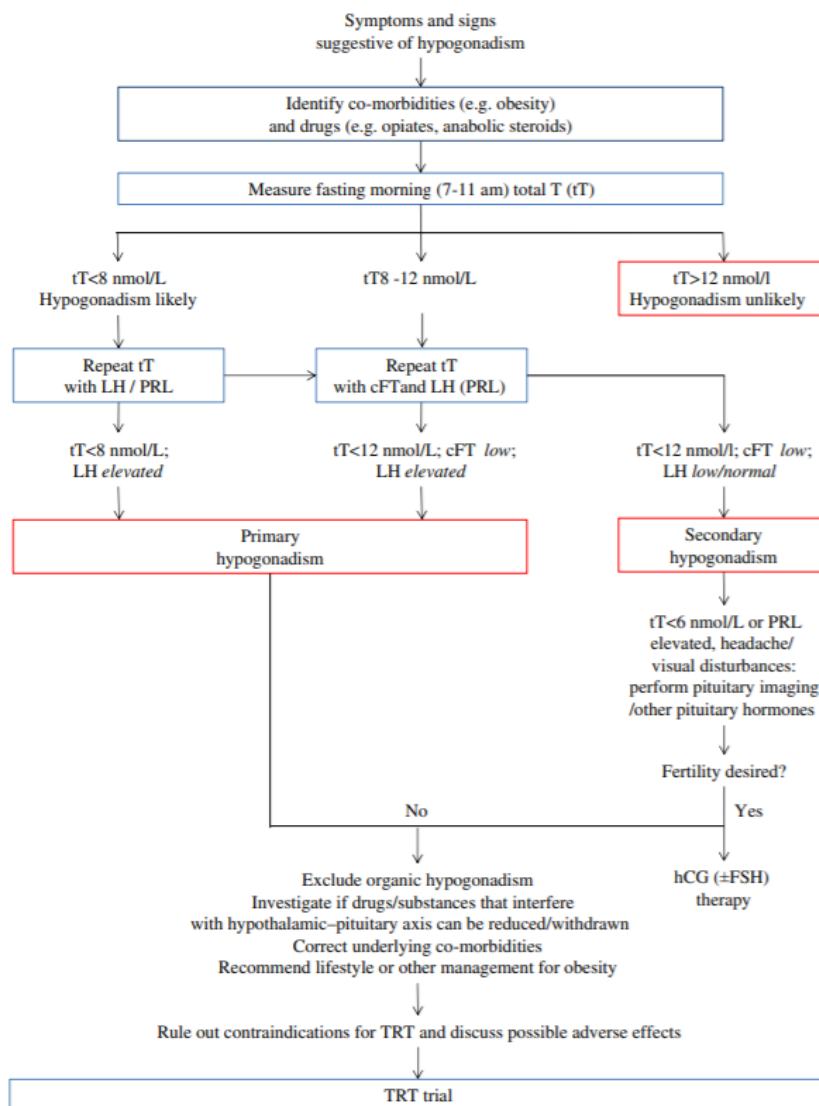 Symptoms and signs
suggestive of hypogonadism
Identify co-morbidities (e.g. obesity)
and drugs (e.g. opiates, anabolic steroids)
Measure fasting morning (7-11 am) total T (tT)
tT<8 nmol/L
Hypogonadism likely
tT8 -12 nmol/L
tT>12 nmol/l
Hypogonadism unlikely
Repeat tT
with LH / PRL
Repeat tT
with cFTand LH (PRL)
tT<8 nmol/L;
LH elevated
tT<12 nmol/L; cFT low;
LH elevated
tT<12 nmol/l; cFT low;
LH low/normal
Primary
hypogonadism
Secondary
hypogonadism
tT<6 nmol/L or PRL
elevated, headache/
visual disturbances:
perform pituitary imaging
/other pituitary hormones
Fertility desired?
No
Yes
Exclude organic hypogonadism
Investigate if drugs/substances that interfere
with hypothalamic–pituitary axis can be reduced/withdrawn
Correct underlying co-morbidities
Recommend lifestyle or other management for obesity
hCG (±FSH)
therapy
Rule out contraindications for TRT and discuss possible adverse effects
TRT trial